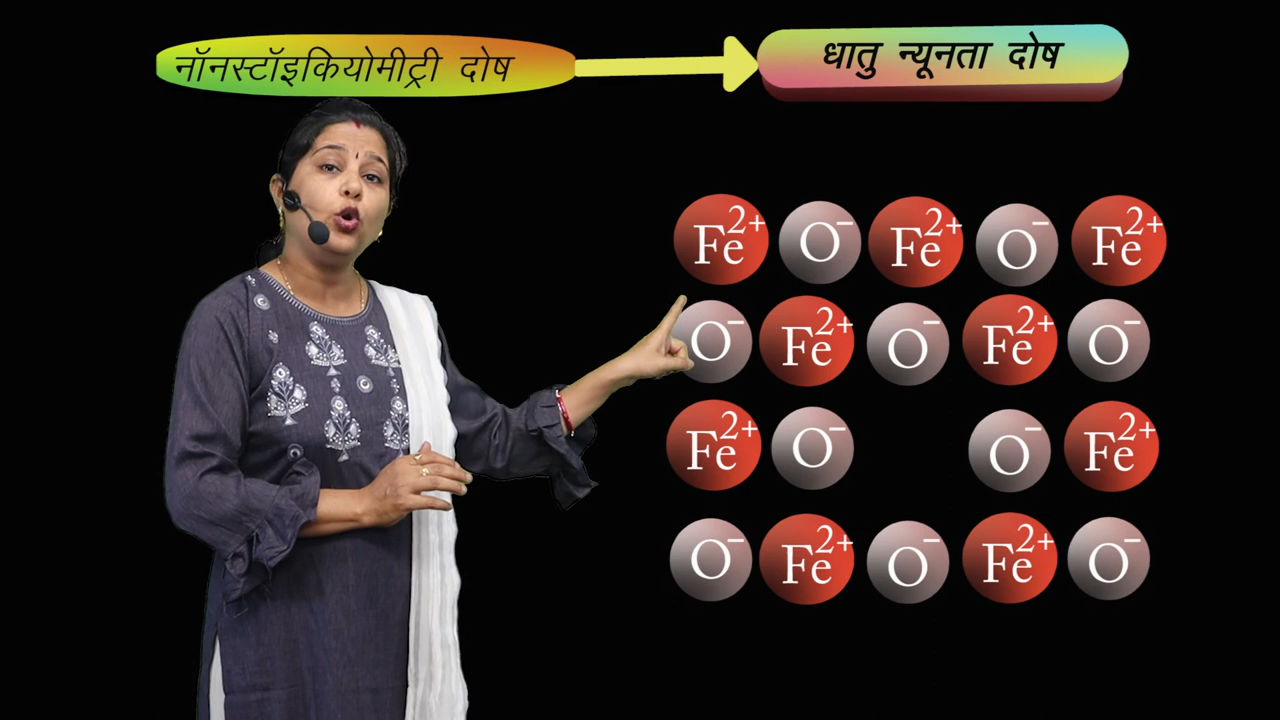 नॉनस्टॉइकियोमीट्री दोष
धातु न्यूनता दोष
Fe²⁺ O⁻ Fe²⁺ O⁻ Fe²⁺
O⁻ Fe²⁺ O⁻ Fe²⁺ O⁻
Fe²⁺ O⁻ O⁻ Fe²⁺
O⁻ Fe²⁺ O⁻ Fe²⁺ O⁻